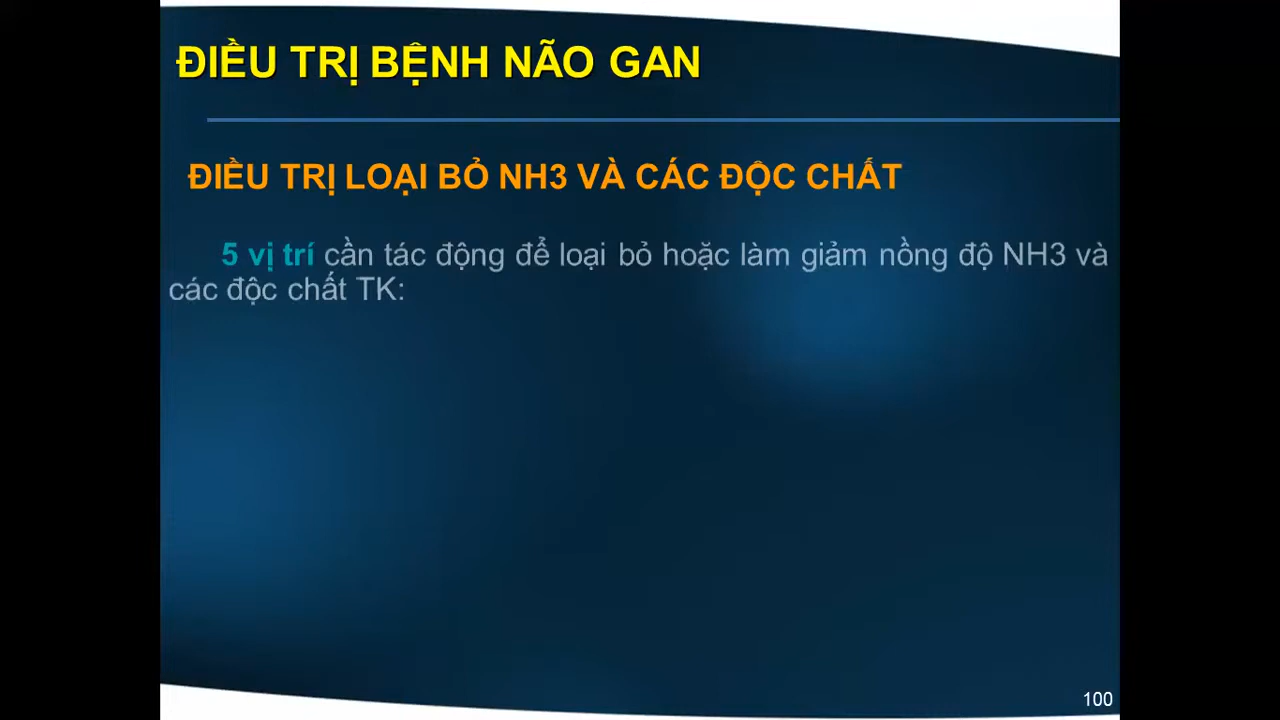 ĐIỀU TRỊ BỆNH NÃO GAN
ĐIỀU TRỊ LOẠI BỎ NH3 VÀ CÁC ĐỘC CHẤT
5 vị trí cần tác động để loại bỏ hoặc làm giảm nồng độ NH3 và
các độc chất TK:
100